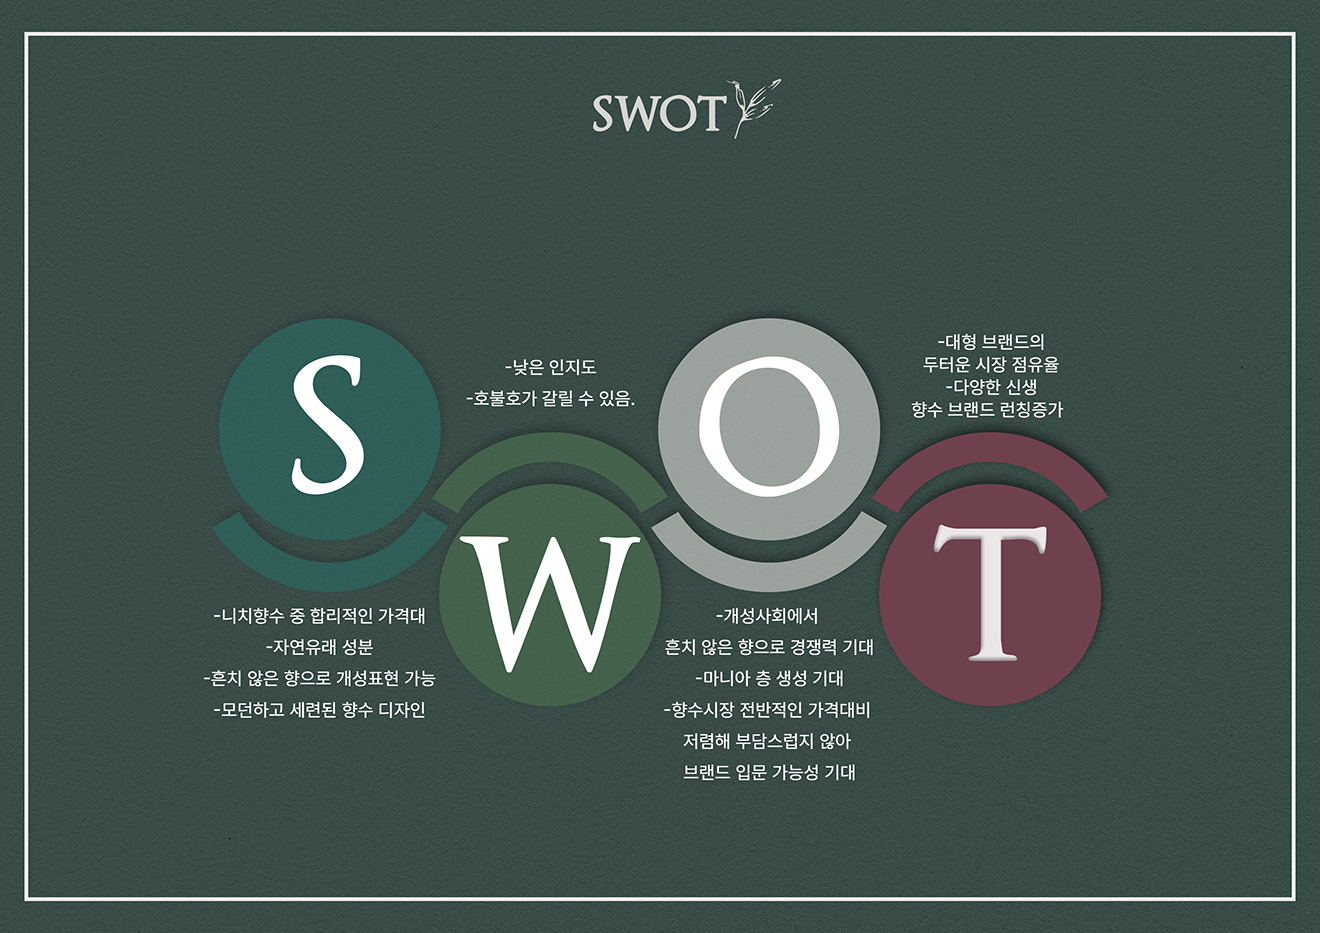 SWOT
S
-니치향수 중 합리적인 가격대
-자연유래 성분
-흔치 않은 향으로 개성표현 가능
-모던하고 세련된 향수 디자인
-낮은 인지도
-호불호가 갈릴 수 있음.
W
O
-개성사회에서
흔치 않은 향으로 경쟁력 기대
-마니아 층 생성 기대
-향수시장 전반적인 가격대비
저렴해 부담스럽지 않아
브랜드 입문 가능성 기대
-대형 브랜드의
두터운 시장 점유율
-다양한 신생
향수 브랜드 런칭증가
T